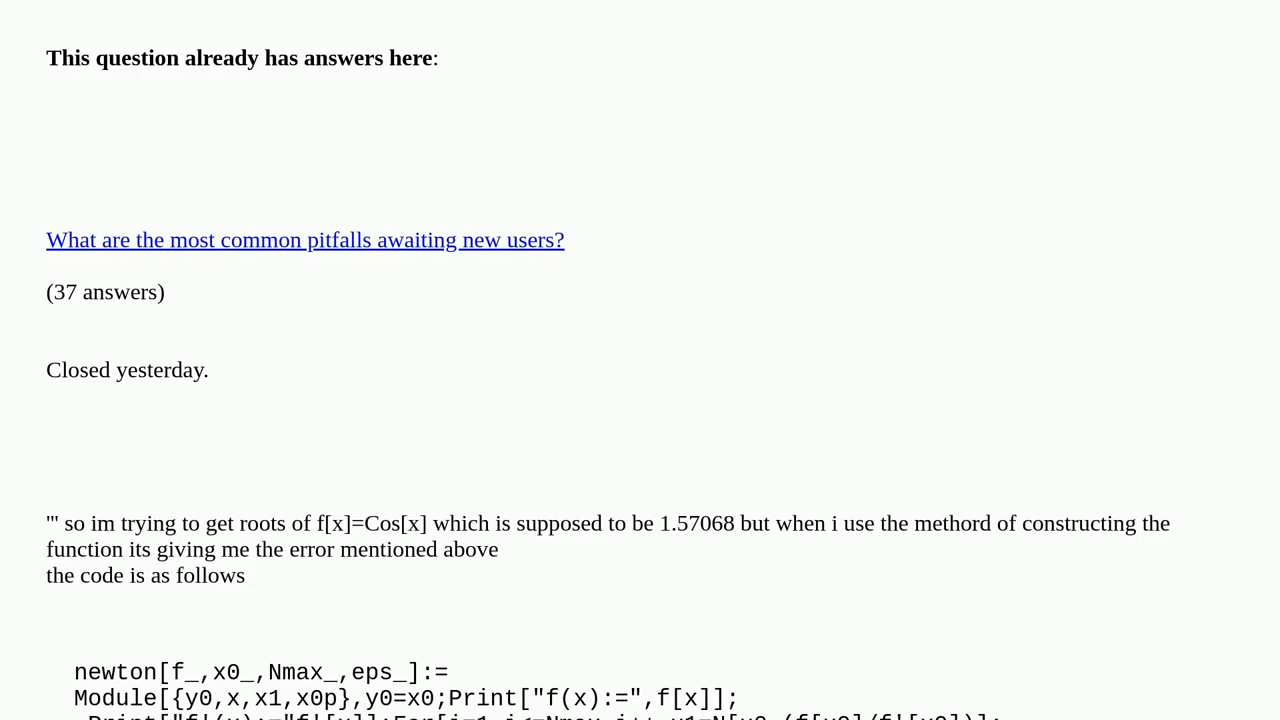 This question already has answers here:
What are the most common pitfalls awaiting new users?
(37 answers)
Closed yesterday.
''' so im trying to get roots of f[x]=Cos[x] which is supposed to be 1.57068 but when i use the methord of constructing the
function its giving me the error mentioned above
the code is as follows
newton[f_,x0_,Nmax_,eps_]:=
Module[{y0,x,x1,x0p},y0=x0;Print["f(x):=",f[x]];